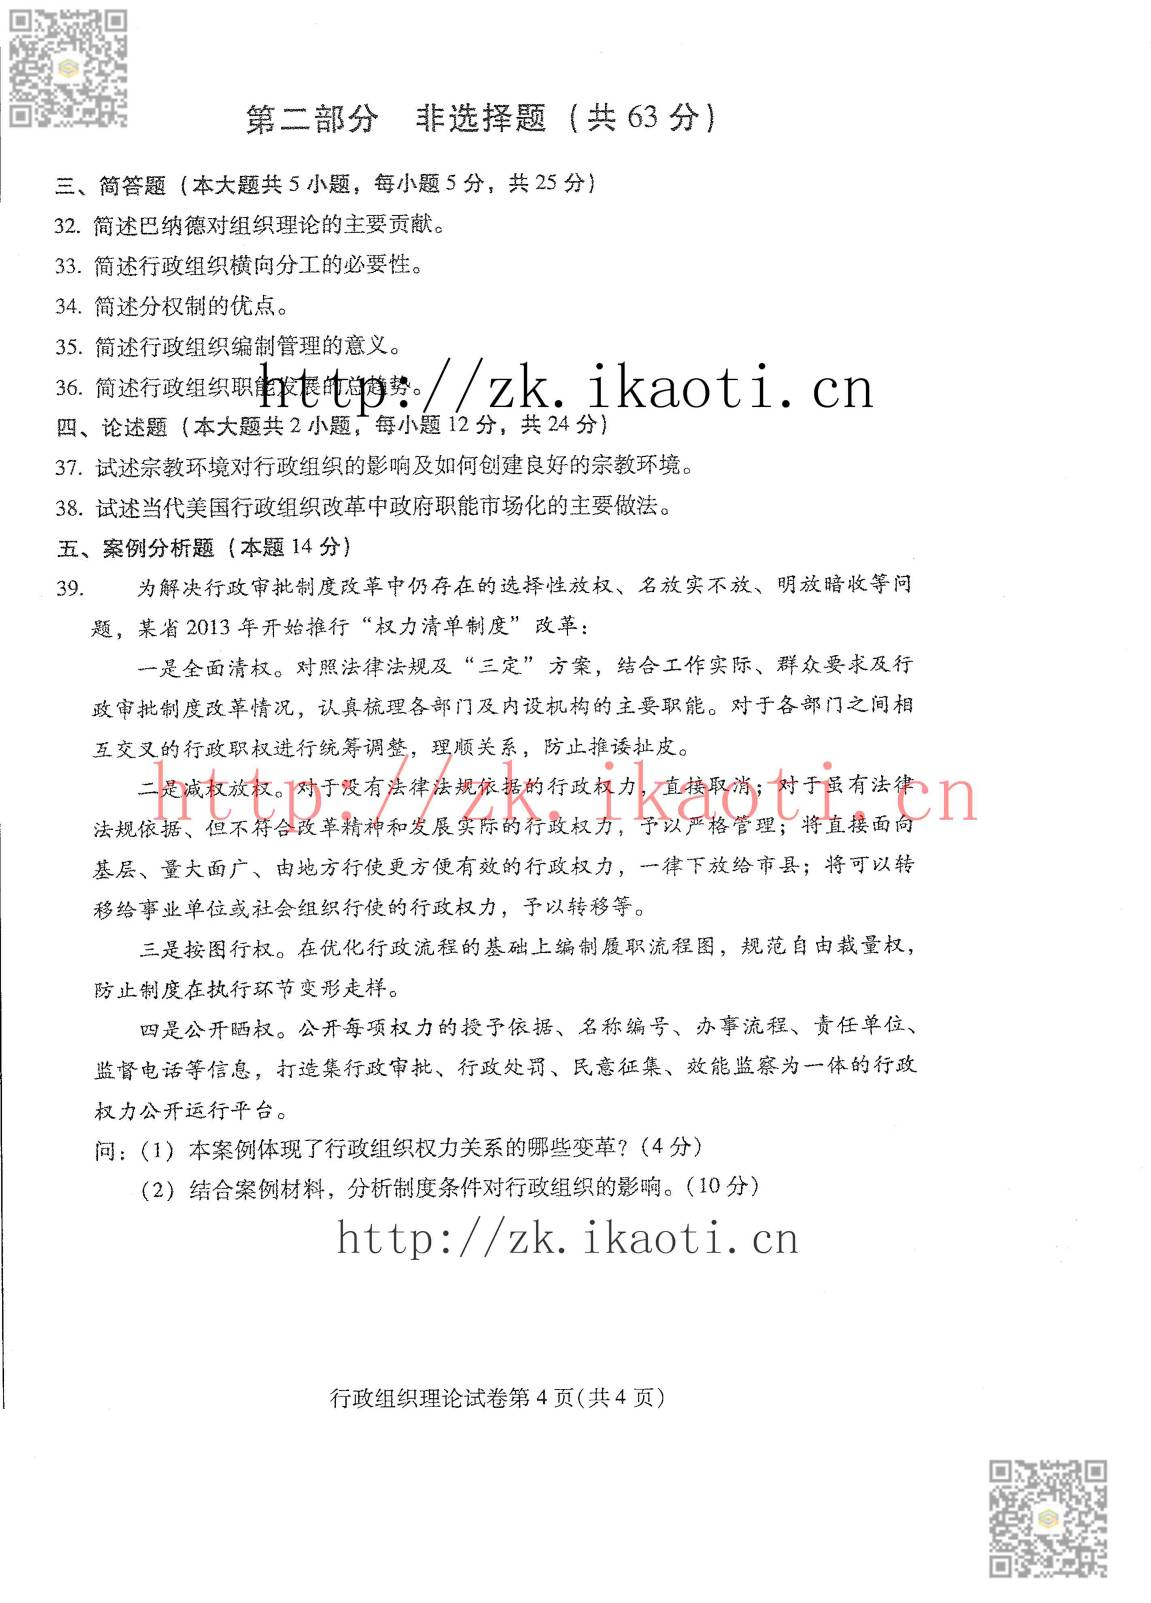 第二部分 非选择题（共 63 分）
三、简答题（本大题共 5 小题，每小题 5 分，共 25 分）
32. 简述巴纳德对组织理论的主要贡献。
33. 简述行政组织横向分工的必要性。
34. 简述分权制的优点。
35. 简述行政组织编制管理的意义。
36. 简述行政组织职能发展的总趋势。
http://zk.ikaoti.cn
四、论述题（本大题共 2 小题，每小题 12 分，共 24 分）
37. 试述宗教环境对行政组织的影响及如何创建良好的宗教环境。
38. 试述当代美国行政组织改革中政府职能市场化的主要做法。
五、案例分析题（本题 14 分）
39. 为解决行政审批制度改革中仍存在的选择性放权、名放实不放、明放暗收等问
题，某省 2013 年开始推行“权力清单制度”改革：
一是全面清权。对照法律法规及“三定”方案，结合工作实际、群众要求及行
政审批制度改革情况，认真梳理各部门及内设机构的主要职能。对于各部门之间相
互交叉的行政职权进行统筹调整，理顺关系，防止推诿扯皮。
二是减权放权。对于没有法律法规依据的行政权力，直接取消；对于虽有法律
http://zk.ikaoti.cn
法规依据、但不符合改革精神和发展实际的行政权力，予以严格管理；将直接面向
基层、量大面广、由地方行使更方便有效的行政权力，一律下放给市县；将可以转
移给事业单位或社会组织行使的行政权力，予以转移等。
三是按图行权。在优化行政流程的基础上编制履职流程图，规范自由裁量权，
防止制度在执行环节变形走样。
四是公开晒权。公开每项权力的授予依据、名称编号、办事流程、责任单位、
监督电话等信息，打造集行政审批、行政处罚、民意征集、效能监察为一体的行政
权力公开运行平台。
问：（1）本案例体现了行政组织权力关系的哪些变革？（4 分）
（2）结合案例材料，分析制度条件对行政组织的影响。（10 分）
http://zk.ikaoti.cn
行政组织理论试卷第 4 页（共 4 页）